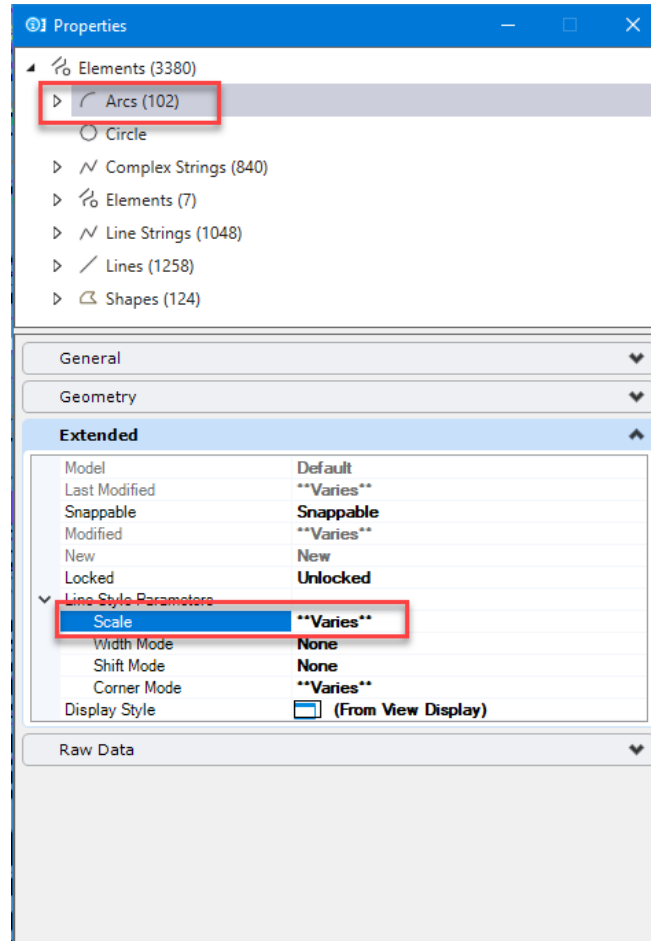 Properties
Elements (3380)
Arcs (102)
Circle
Complex Strings (840)
Elements (7)
Line Strings (1048)
Lines (1258)
Shapes (124)
General
Geometry
Extended
Model Default
Last Modified **Varies**
Snappable Snappable
Modified **Varies**
New New
Locked Unlocked
Line Style Parameters
Scale **Varies**
Width Mode None
Shift Mode None
Corner Mode **Varies**
Display Style (From View Display)
Raw Data